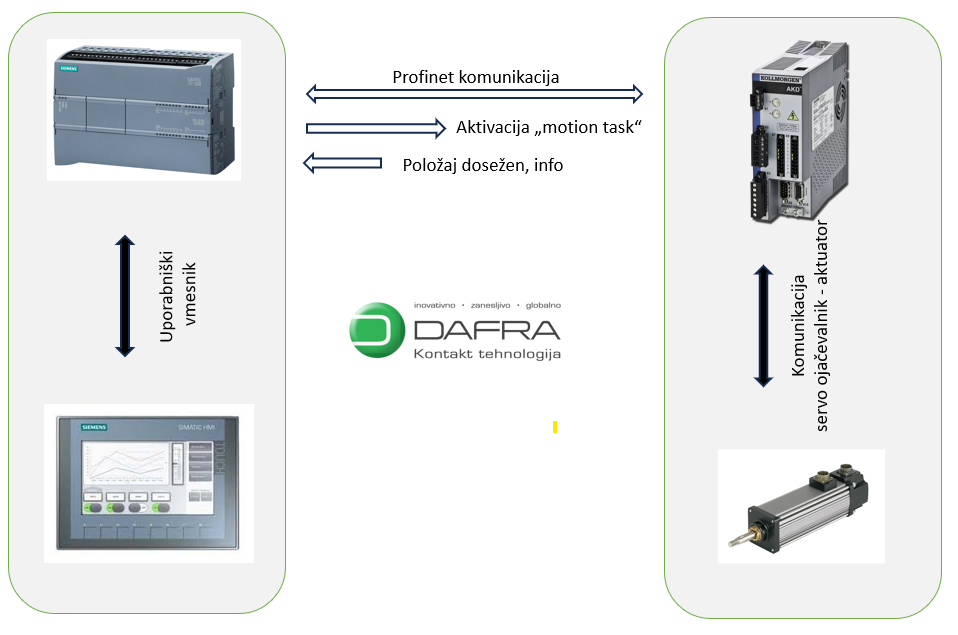 SIEMENS
Profinet komunikacija
Aktivacija „motion task“
Položaj dosežen, info
KOLLMORGEN
AKD
Uporabniški
vmesnik
Komunikacija
servo ojačevalnik - aktuator
inovativno • zanesljivo • globalno
DAFRA
Kontakt tehnologija
SIEMENS
SIMATIC HMI